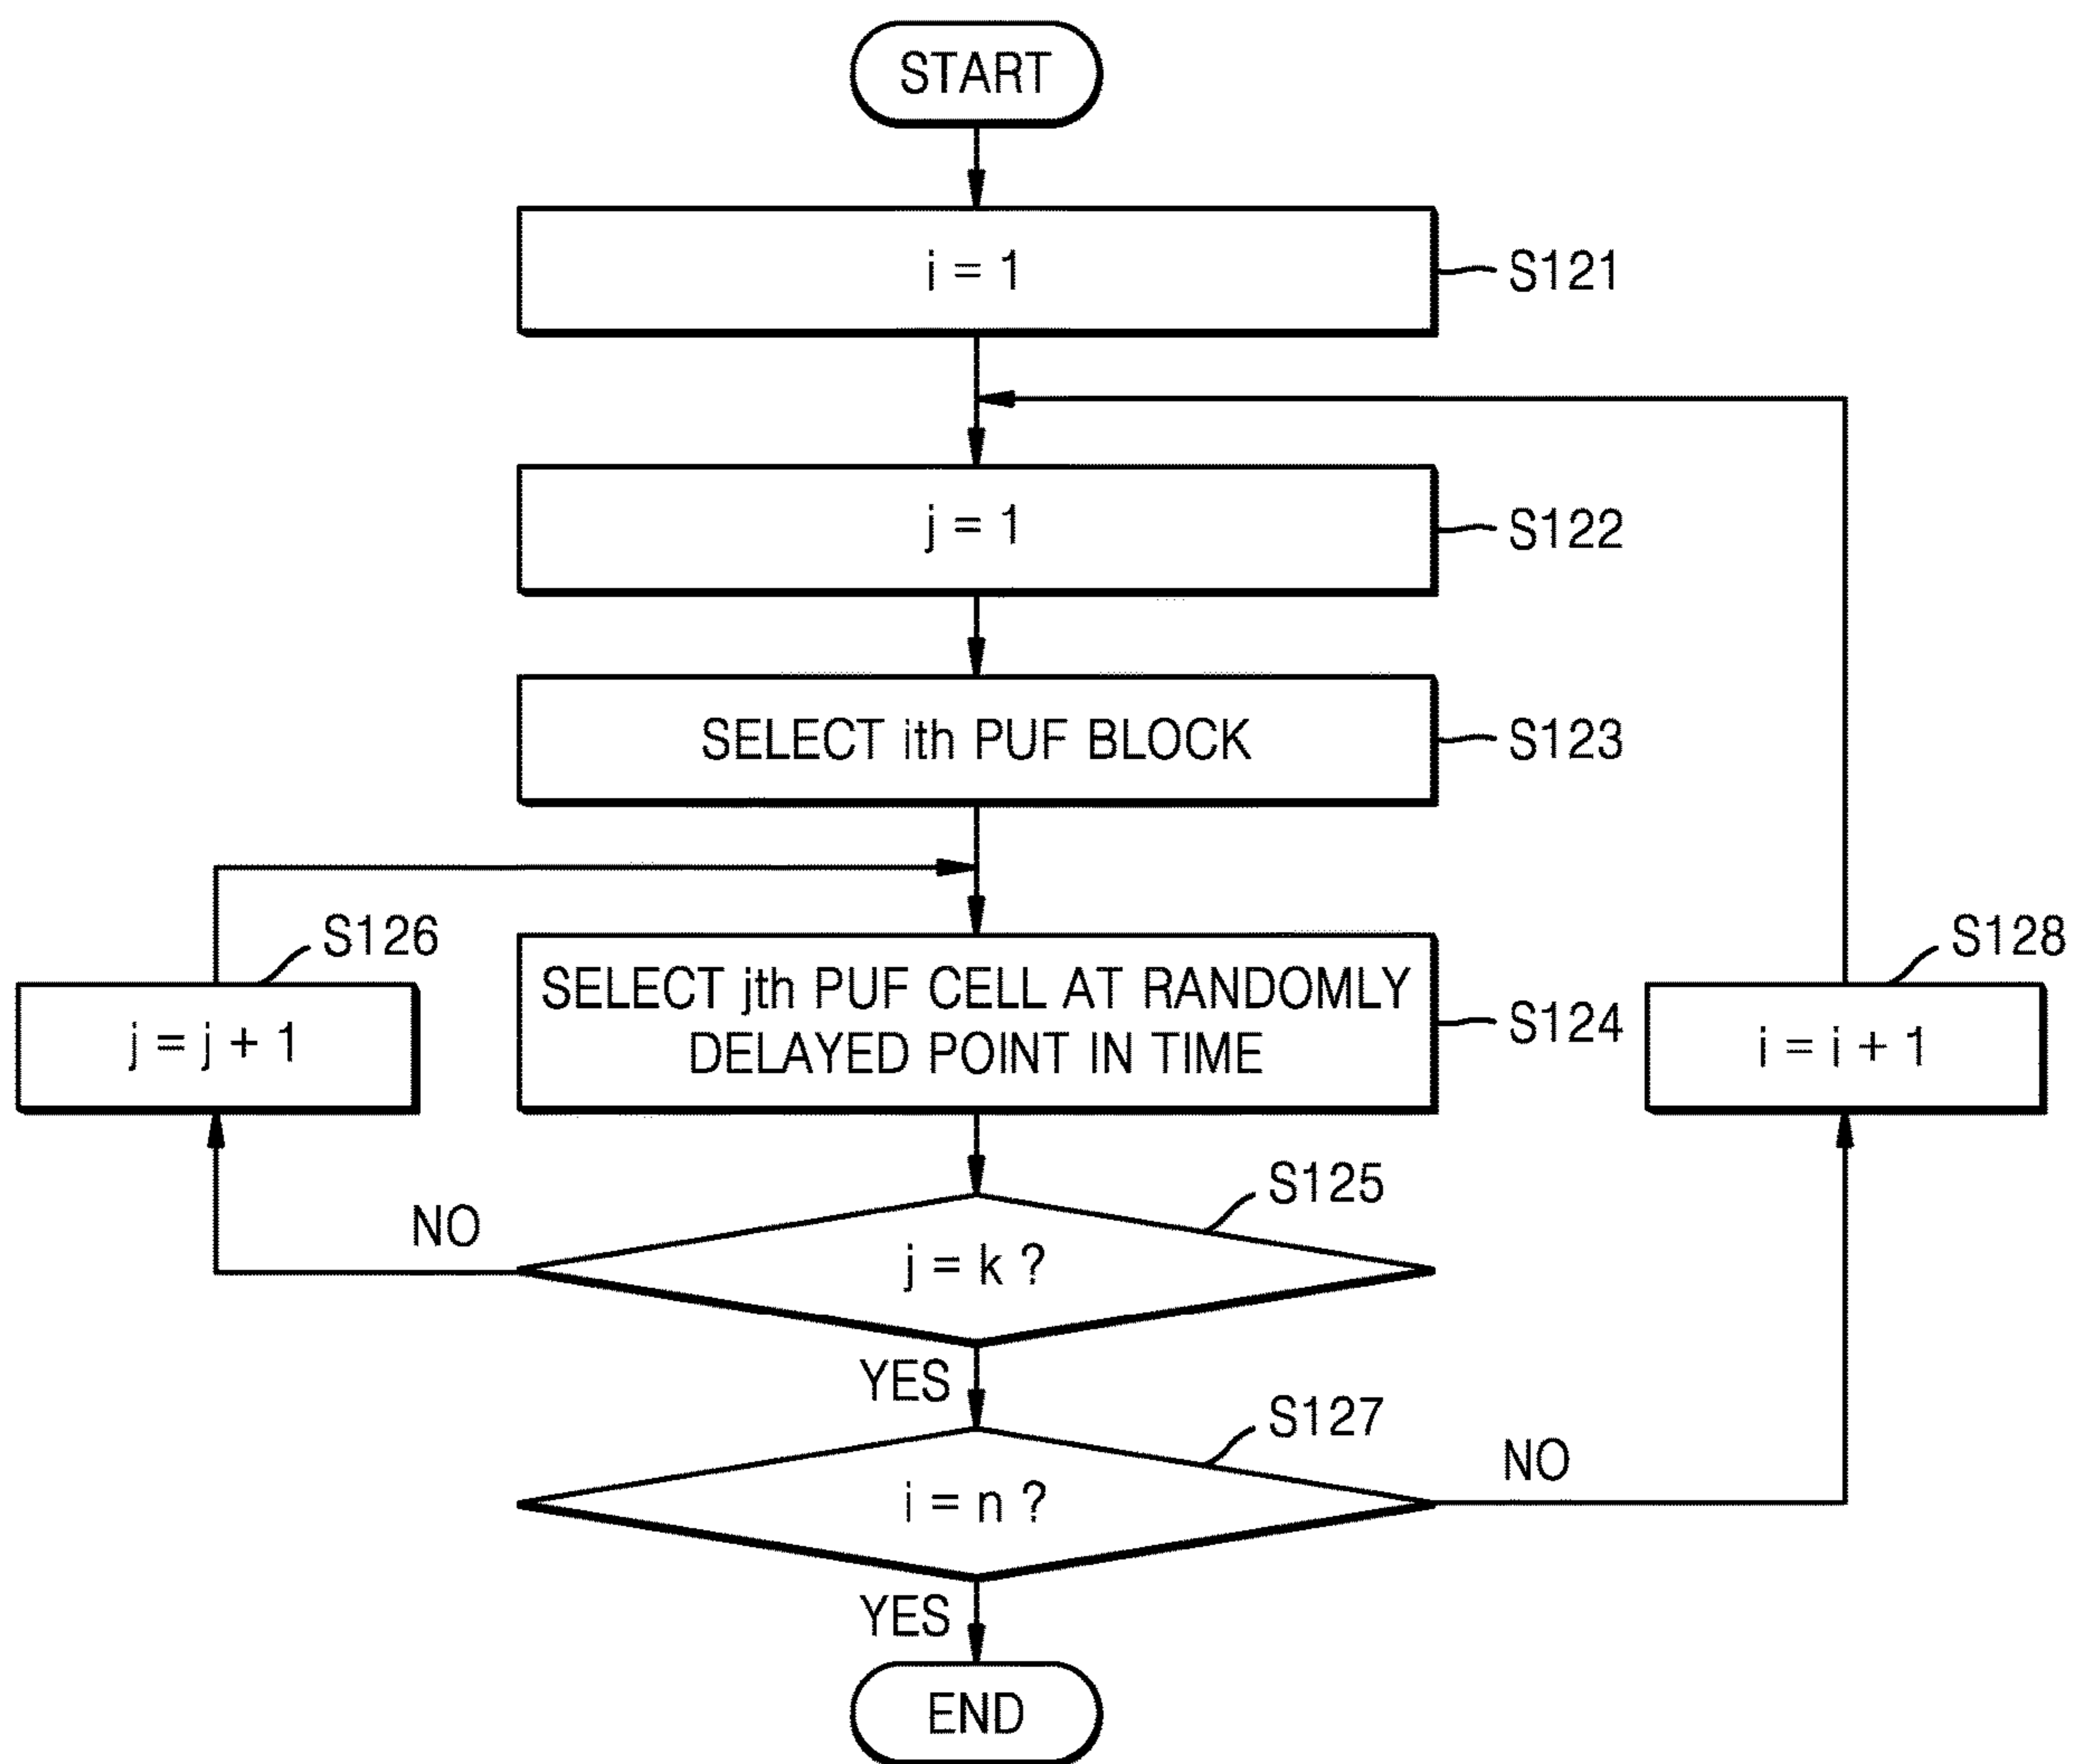 START
i = 1
S121
j = 1
S122
SELECT ith PUF BLOCK
S123
S126
j = j + 1
SELECT jth PUF CELL AT RANDOMLY
DELAYED POINT IN TIME
S124
S128
i = i + 1
S125
j = k ?
NO
YES
S127
i = n ?
NO
YES
END